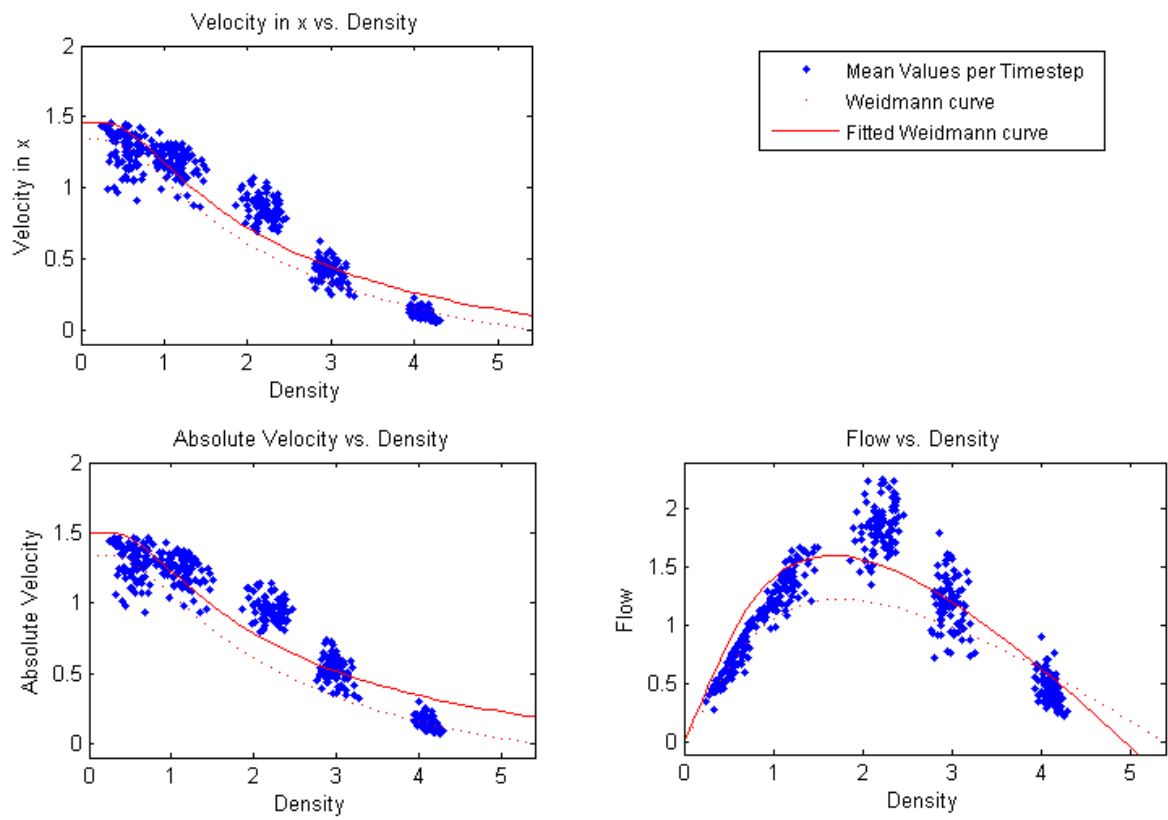 Velocity in x vs. Density
2
1.5
1
0.5
0
Velocity in x
0 1 2 3 4 5
Density
Mean Values per Timestep
Weidmann curve
Fitted Weidmann curve
Absolute Velocity vs. Density
2
1.5
1
0.5
0
Absolute Velocity
0 1 2 3 4 5
Density
Flow vs. Density
2
1.5
1
0.5
0
Flow
0 1 2 3 4 5
Density